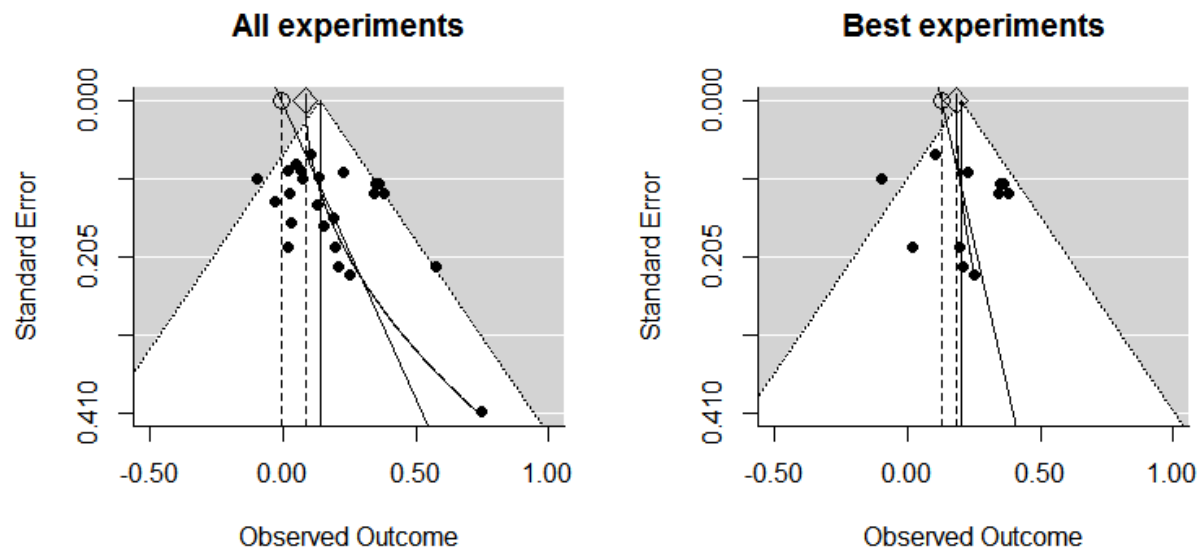 All experiments
Standard Error
0.000
0.205
0.410
-0.50 0.00 0.50 1.00
Observed Outcome
Best experiments
Standard Error
0.000
0.205
0.410
-0.50 0.00 0.50 1.00
Observed Outcome